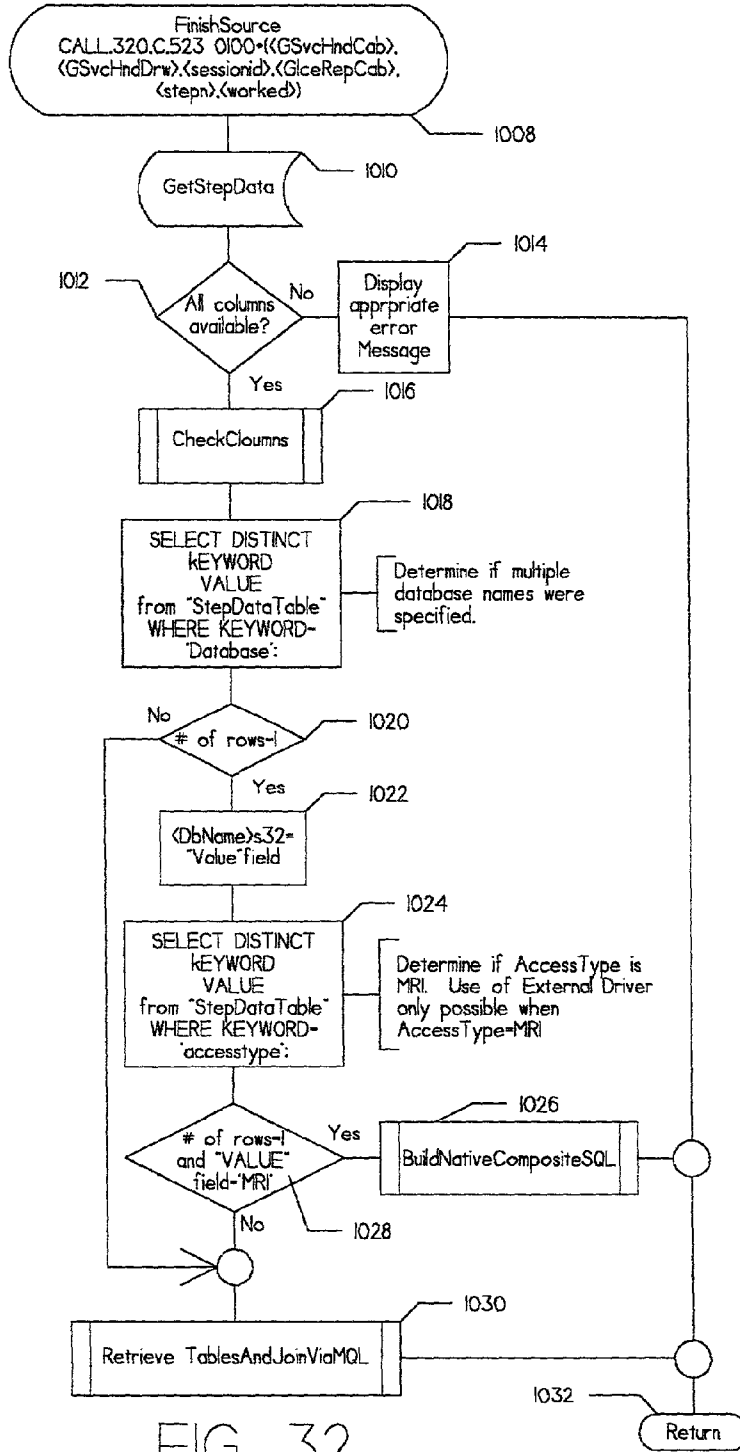 FinishSource
CALL.320.C.523 0100*(<GSvcHndCab>,
<GSvcHndDrw>,<sessionid>,<GIceRepCab>,
<stepn>,<worked>)
1008
GetStepData
1010
1012
All columns
available?
No
Yes
Display
apprpriate
error
Message
1014
CheckCloumns
1016
SELECT DISTINCT
kEYWORD
VALUE
from "StepDataTable"
WHERE KEYWORD=
'Database';
1018
Determine if multiple
database names were
specified.
No
# of rows=1
1020
Yes
<DbName>s32=
"Value"field
1022
SELECT DISTINCT
kEYWORD
VALUE
from "StepDataTable"
WHERE KEYWORD=
'accesstype';
1024
Determine if AccessType is
MRI. Use of External Driver
only possible when
AccessType=MRI
# of rows=1
and "VALUE"
field='MRI'
Yes
1026
BuildNativeCompositeSQL
No
1028
1030
Retrieve TablesAndJoinViaMQL
1032
Return
FIG. 32